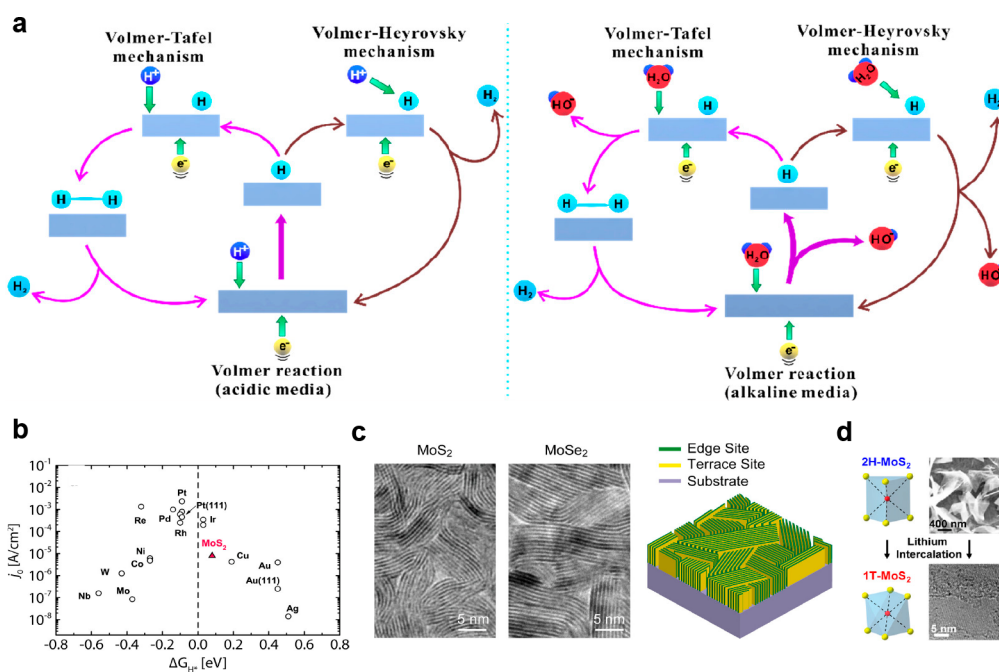 a
Volmer-Tafel
mechanism
Volmer-Heyrovsky
mechanism
H+
H
H+
H
H2
e-
e-
H
H H
H+
H2
e-
Volmer reaction
(acidic media)
Volmer-Tafel
mechanism
Volmer-Heyrovsky
mechanism
H2O
H
H2O
H
HO-
H2
e-
e-
H
H H
H2O
HO-
H2
HO-
e-
Volmer reaction
(alkaline media)
b
j0 [A/cm2]
10-1
10-2
10-3
10-4
10-5
10-6
10-7
10-8
Pt
Pt(111)
Re
Pd
Rh
Ir
MoS2
Ni
Co
Cu
Au
W
Au(111)
Nb
Mo
Ag
-0.8 -0.6 -0.4 -0.2 0.0 0.2 0.4 0.6 0.8
ΔGH* [eV]
c
MoS2
MoSe2
5 nm
5 nm
Edge Site
Terrace Site
Substrate
d
2H-MoS2
400 nm
Lithium
Intercalation
1T-MoS2
5 nm